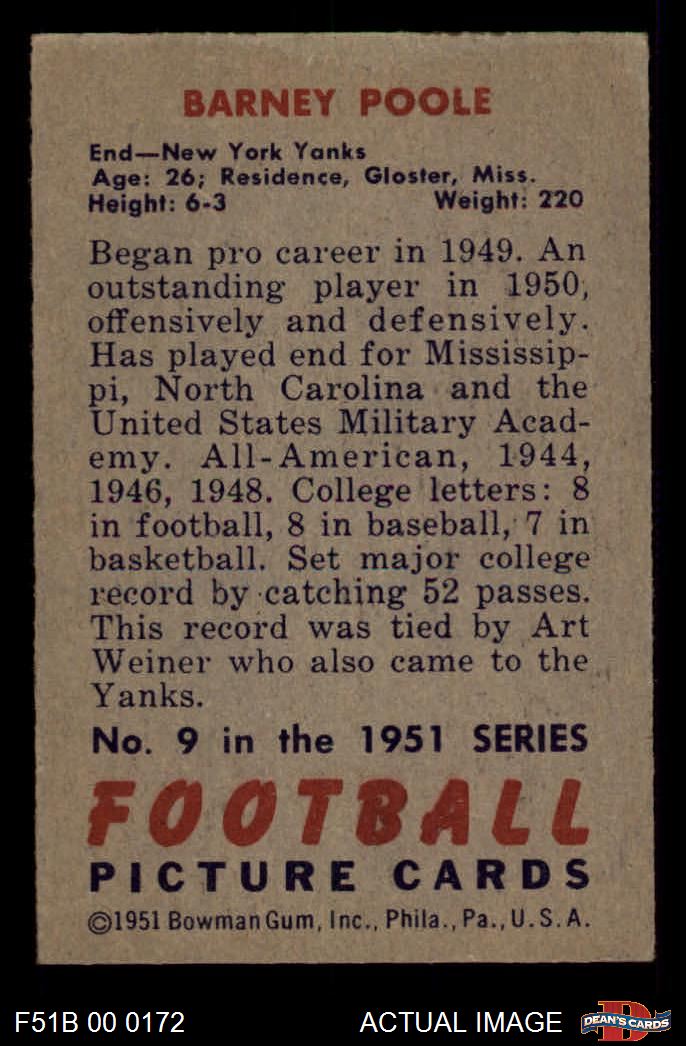 BARNEY POOLE
End—New York Yanks
Age: 26; Residence, Gloster, Miss.
Height: 6-3 Weight: 220
Began pro career in 1949. An
outstanding player in 1950,
offensively and defensively.
Has played end for Mississip-
pi, North Carolina and the
United States Military Acad-
emy. All-American, 1944,
1946, 1948. College letters: 8
in football, 8 in baseball, 7 in
basketball. Set major college
record by catching 52 passes.
This record was tied by Art
Weiner who also came to the
Yanks.
No. 9 in the 1951 SERIES
FOOTBALL
PICTURE CARDS
©1951 Bowman Gum, Inc., Phila., Pa., U.S.A.
F51B 00 0172 ACTUAL IMAGE D DEAN'S CARDS